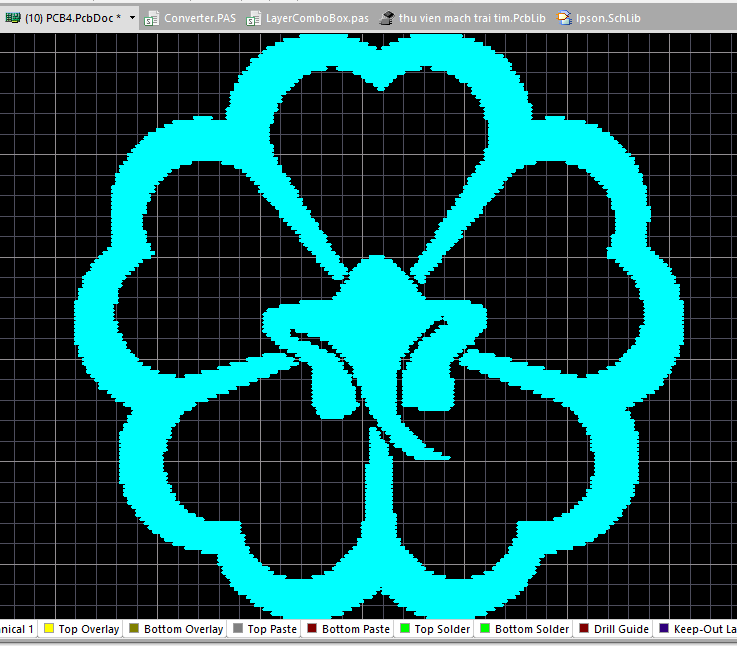 (10) PCB4.PcbDoc * Converter.PAS LayerComboBox.pas thu vien mach trai tim.PcbLib Ipson.SchLib
nical 1 Top Overlay Bottom Overlay Top Paste Bottom Paste Top Solder Bottom Solder Drill Guide Keep-Out La